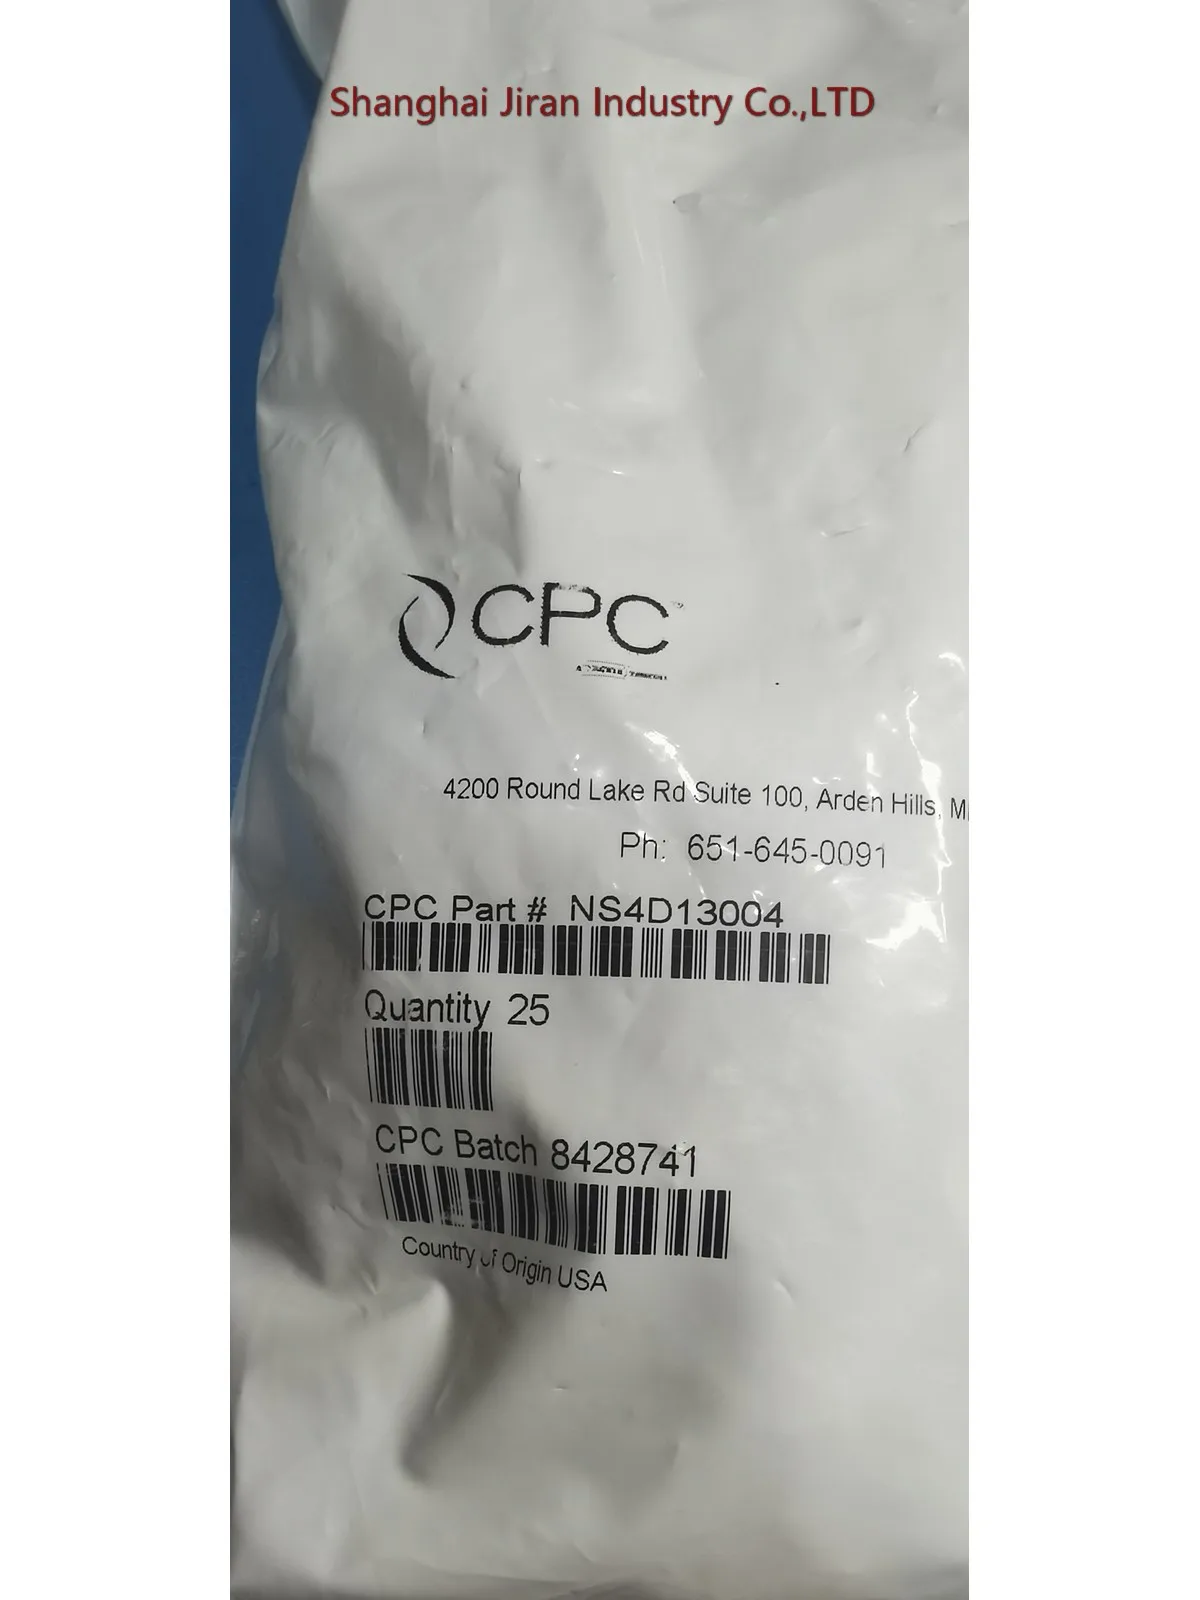 Shanghai Jiran Industry Co.,LTD
CPC
4200 Round Lake Rd Suite 100, Arden Hills,
Ph: 651-645-0091
CPC Part # NS4D13004
Quantity 25
CPC Batch 8428741
Country of Origin USA